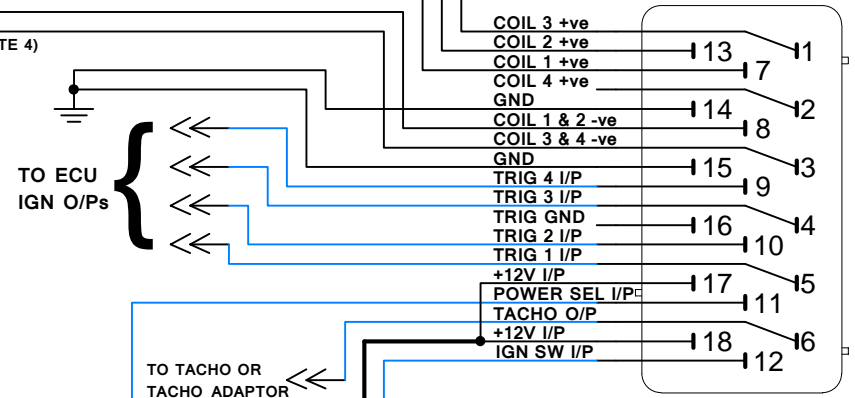 COIL 3 +ve
COIL 2 +ve
TE 4)
13
1
COIL 1 +ve
7
COIL 4 +ve
GND
14
2
COIL 1 & 2 -ve
8
COIL 3 & 4 -ve
GND
15
3
TO ECU
IGN O/Ps
TRIG 4 I/P
9
TRIG 3 I/P
TRIG GND
16
4
TRIG 2 I/P
10
TRIG 1 I/P
+12V I/P
17
5
POWER SEL I/P
11
TACHO O/P
+12V I/P
18
6
IGN SW I/P
12
TO TACHO OR
TACHO ADAPTOR